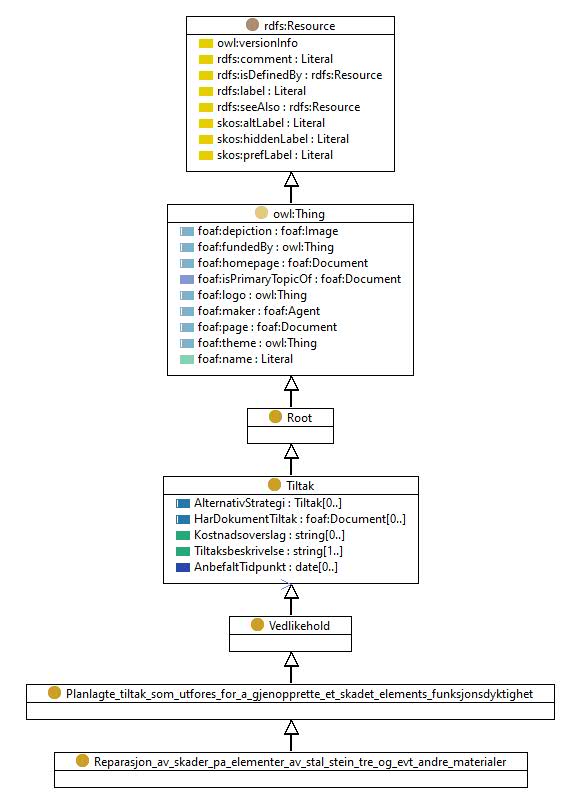 rdfs:Resource
owl:versionInfo
rdfs:comment : Literal
rdfs:isDefinedBy : rdfs:Resource
rdfs:label : Literal
rdfs:seeAlso : rdfs:Resource
skos:altLabel : Literal
skos:hiddenLabel : Literal
skos:prefLabel : Literal
owl:Thing
foaf:depiction : foaf:Image
foaf:fundedBy : owl:Thing
foaf:homepage : foaf:Document
foaf:isPrimaryTopicOf : foaf:Document
foaf:logo : owl:Thing
foaf:maker : foaf:Agent
foaf:page : foaf:Document
foaf:theme : owl:Thing
foaf:name : Literal
Root
Tiltak
AlternativStrategi : Tiltak[0..]
HarDokumentTiltak : foaf:Document[0..]
Kostnadsoverslag : string[0..]
Tiltaksbeskrivelse : string[1..]
AnbefaltTidpunkt : date[0..]
Vedlikehold
Planlagte_tiltak_som_utfores_for_a_gjenopprette_et_skadet_elements_funksjonsdyktighet
Reparasjon_av_skader_pa_elementer_av_stal_stein_tre_og_evt_andre_materialer